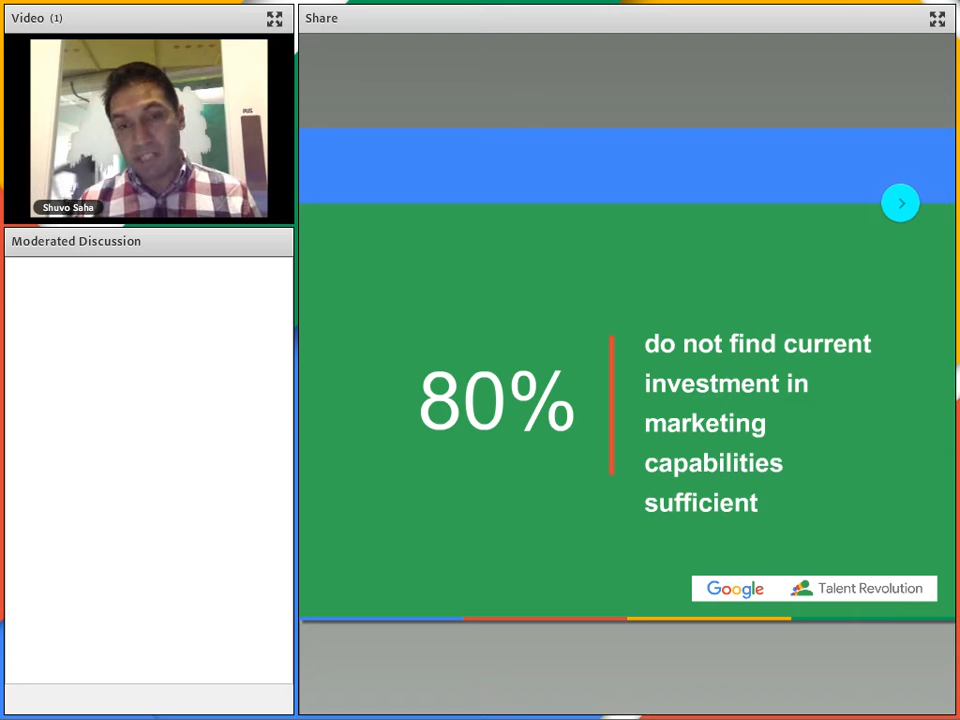 Video (1)
Shuvo Saha
Moderated Discussion
Share
80%
do not find current
investment in
marketing
capabilities
sufficient
Google
Talent Revolution